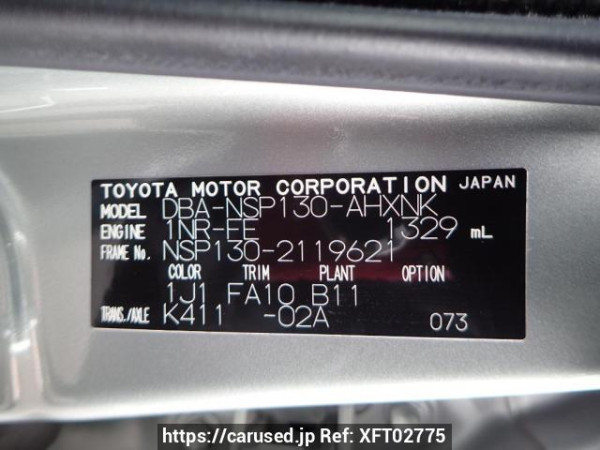 TOYOTA MOTOR CORPORATION JAPAN
MODEL DBA-NSP130-AHXNK
ENGINE 1NR-FE 1329 mL
FRAME No. NSP130-2119621
COLOR TRIM PLANT OPTION
1J1 FA10 B11
TRANS./AXLE K411 -02A 073
https://carused.jp Ref: XFT02775